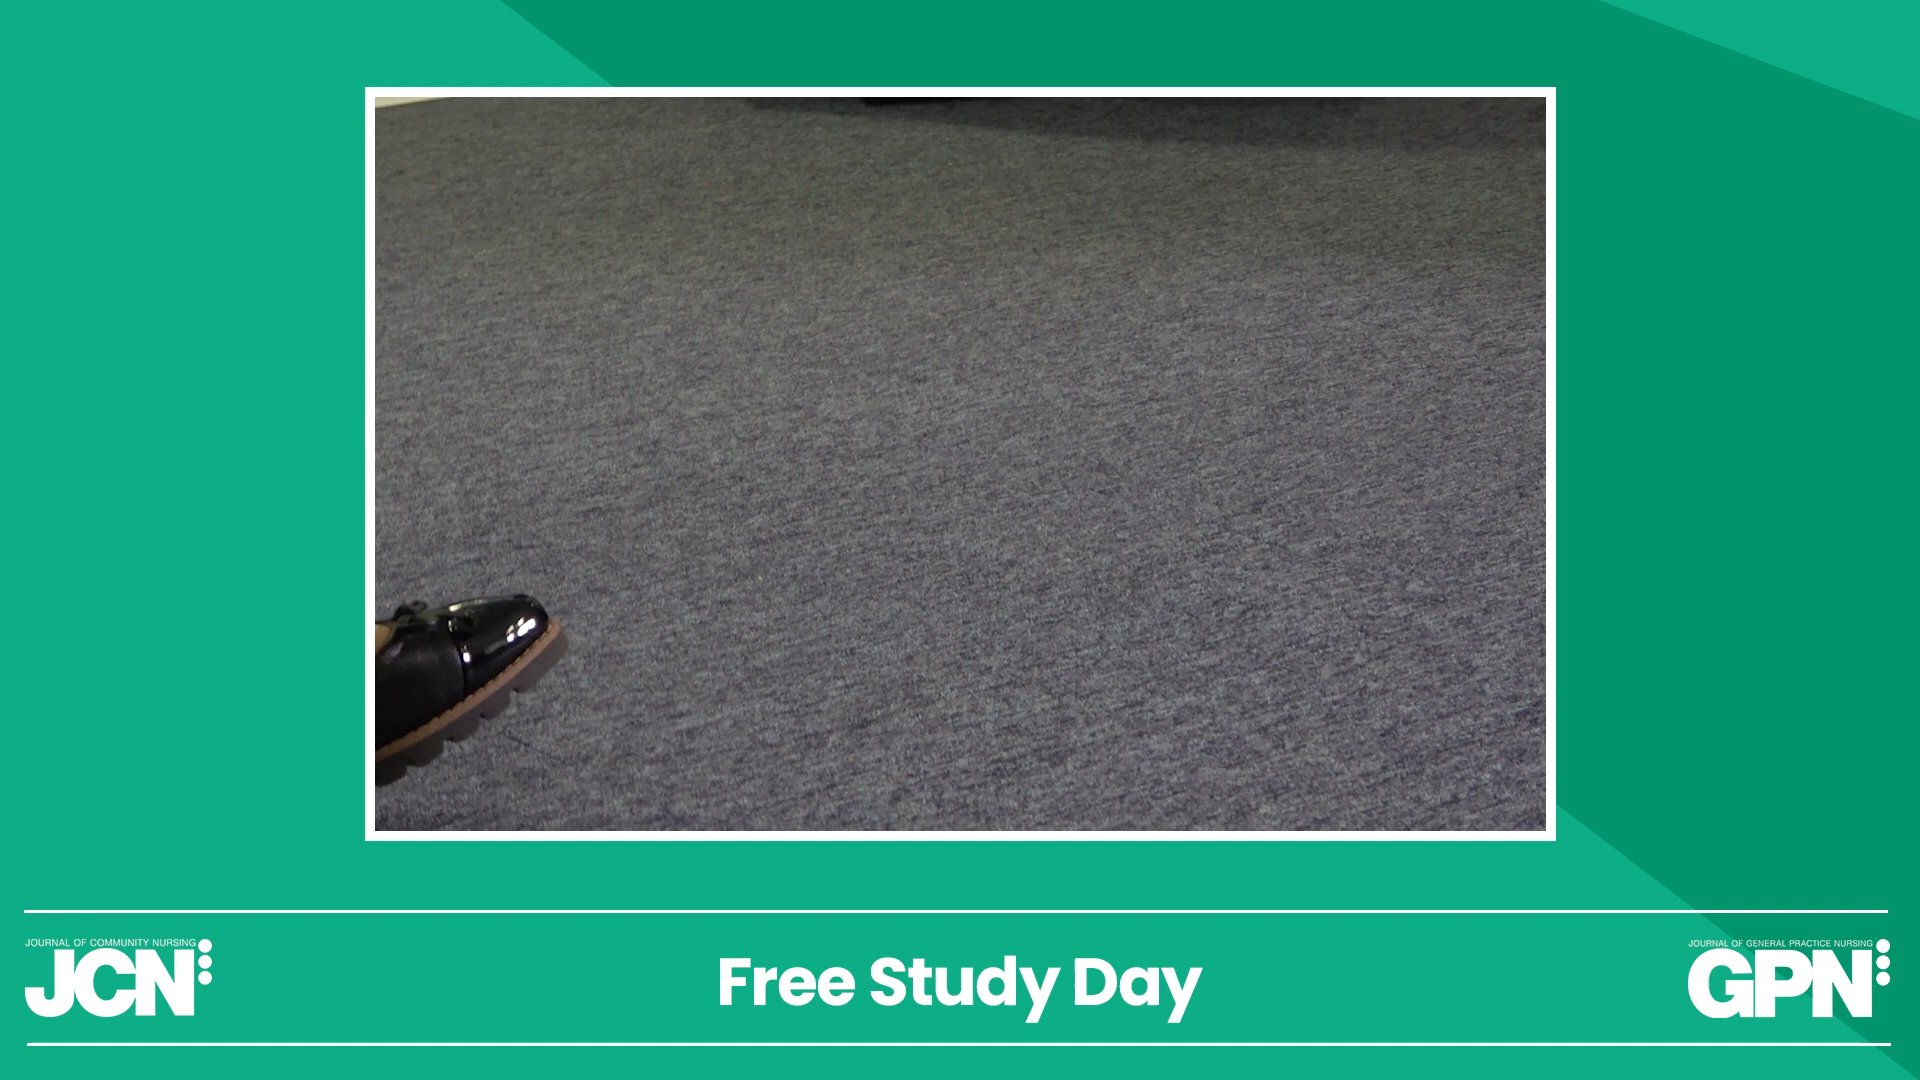 JOURNAL OF COMMUNITY NURSING
JCN
Free Study Day
JOURNAL OF GENERAL PRACTICE NURSING
GPN